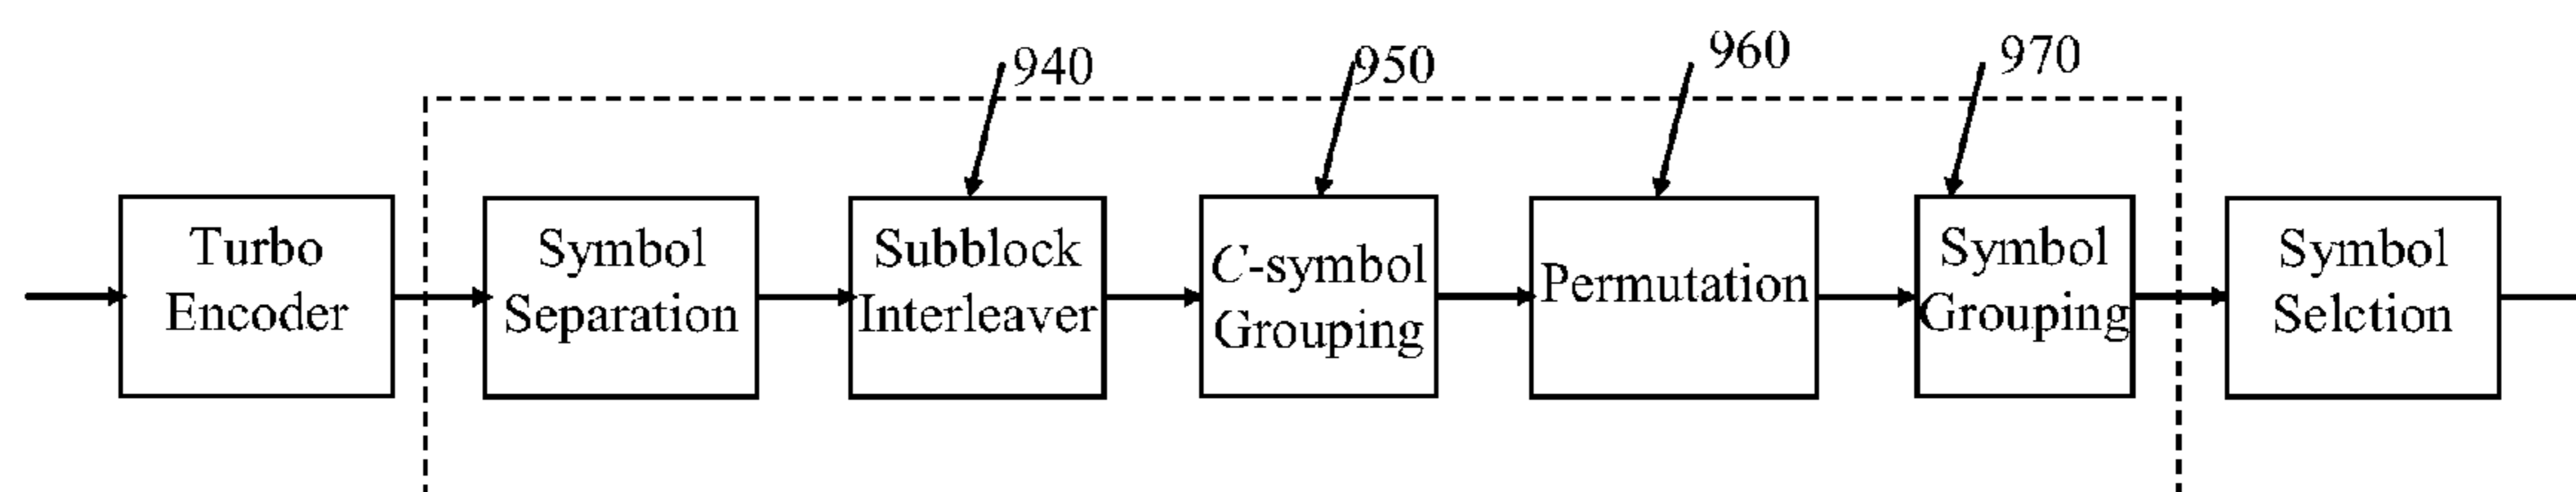 940
950
960
970
Turbo
Encoder
Symbol
Separation
Subblock
Interleaver
C-symbol
Grouping
Permutation
Symbol
Grouping
Symbol
Selction